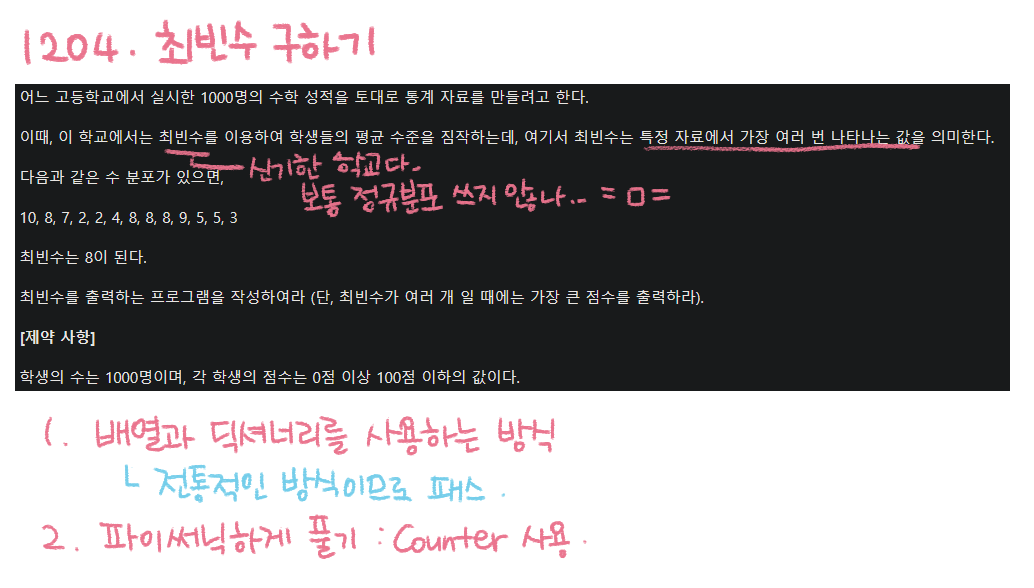 1204. 최빈수 구하기
어느 고등학교에서 실시한 1000명의 수학 성적을 토대로 통계 자료를 만들려고 한다.
이때, 이 학교에서는 최빈수를 이용하여 학생들의 평균 수준을 짐작하는데, 여기서 최빈수는 특정 자료에서 가장 여러 번 나타나는 값을 의미한다.
신기한 학교다.
다음과 같은 수 분포가 있으면,
보통 정규분포 쓰지 않나.. = ㅁ =
10, 8, 7, 2, 2, 4, 8, 8, 8, 9, 5, 5, 3
최빈수는 8이 된다.
최빈수를 출력하는 프로그램을 작성하여라 (단, 최빈수가 여러 개 일 때에는 가장 큰 점수를 출력하라).
[제약 사항]
학생의 수는 1000명이며, 각 학생의 점수는 0점 이상 100점 이하의 값이다.
1. 배열과 딕셔너리를 사용하는 방식
ㄴ 전통적인 방식이므로 패스.
2. 파이써닉하게 풀기 : Counter 사용.